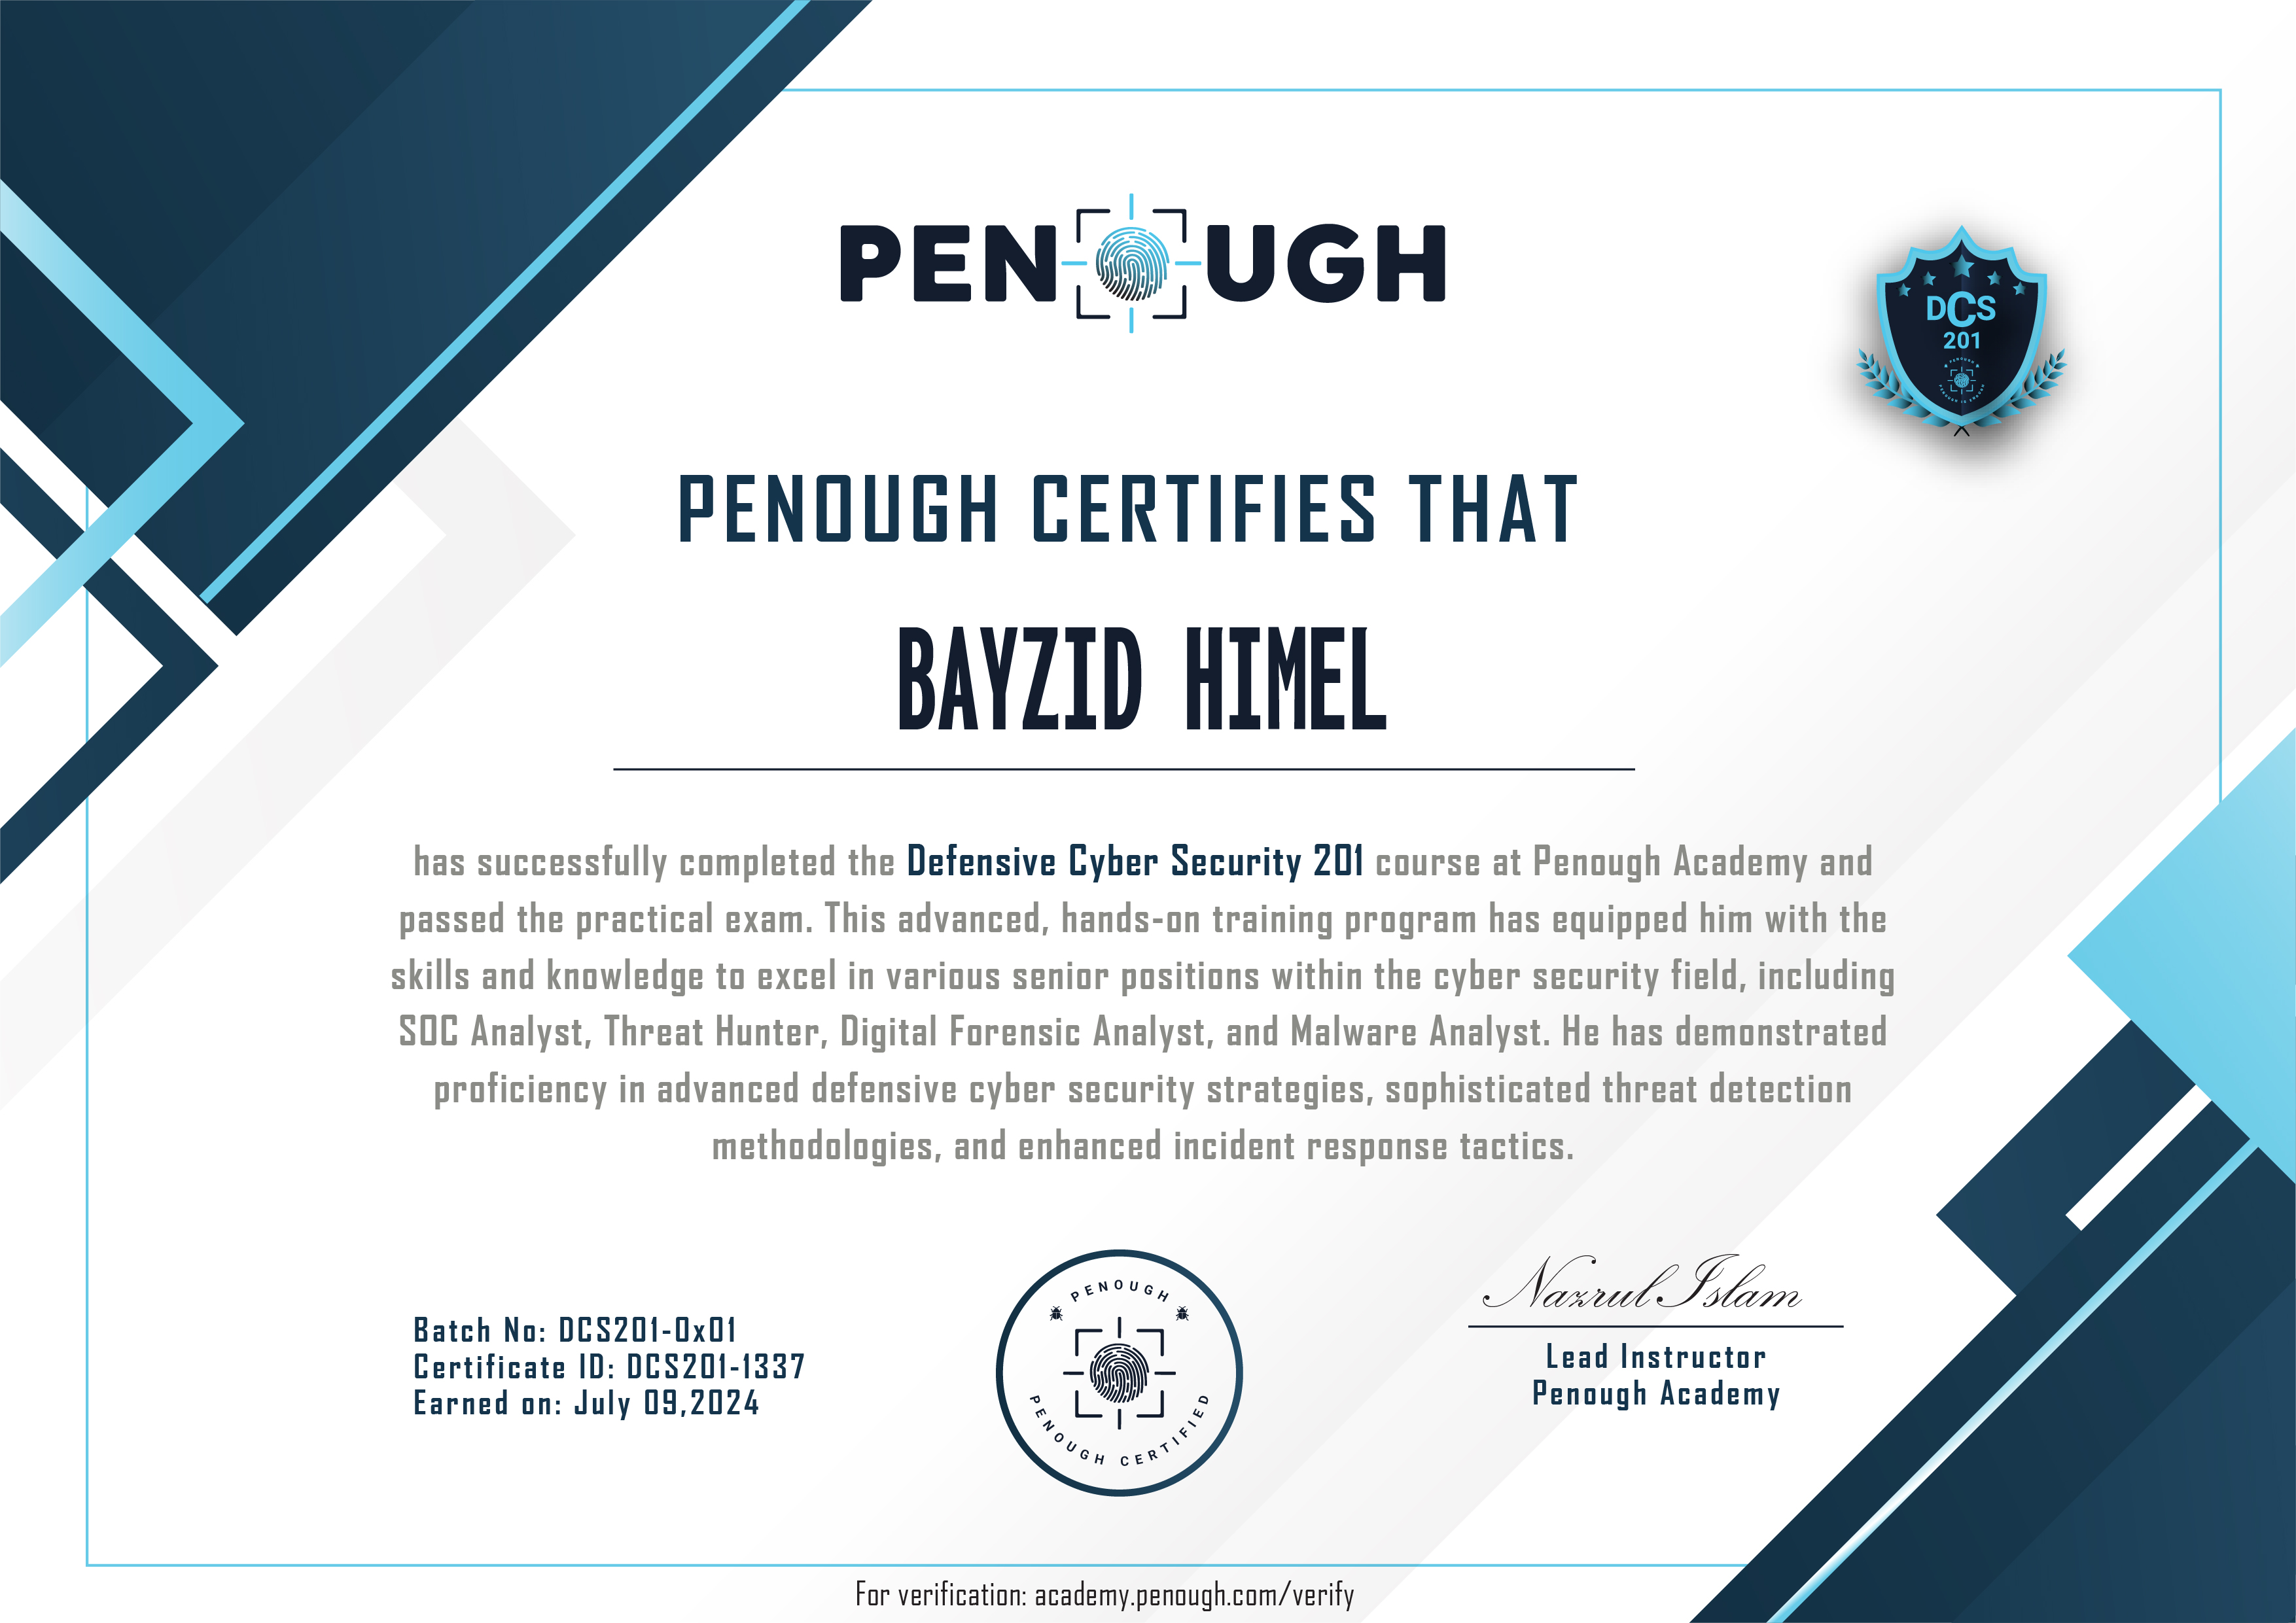 PENOUGH
DCS
201
PENOUGH CERTIFIES THAT
BAYZID HIMEL
has successfully completed the Defensive Cyber Security 201 course at Penough Academy and
passed the practical exam. This advanced, hands-on training program has equipped him with the
skills and knowledge to excel in various senior positions within the cyber security field, including
SOC Analyst, Threat Hunter, Digital Forensic Analyst, and Malware Analyst. He has demonstrated
proficiency in advanced defensive cyber security strategies, sophisticated threat detection
methodologies, and enhanced incident response tactics.
Batch No: DCS201-0x01
Certificate ID: DCS201-1337
Earned on: July 09,2024
PENOUGH
PENOUGH CERTIFIED
Nazrul Islam
Lead Instructor
Penough Academy
For verification: academy.penough.com/verify